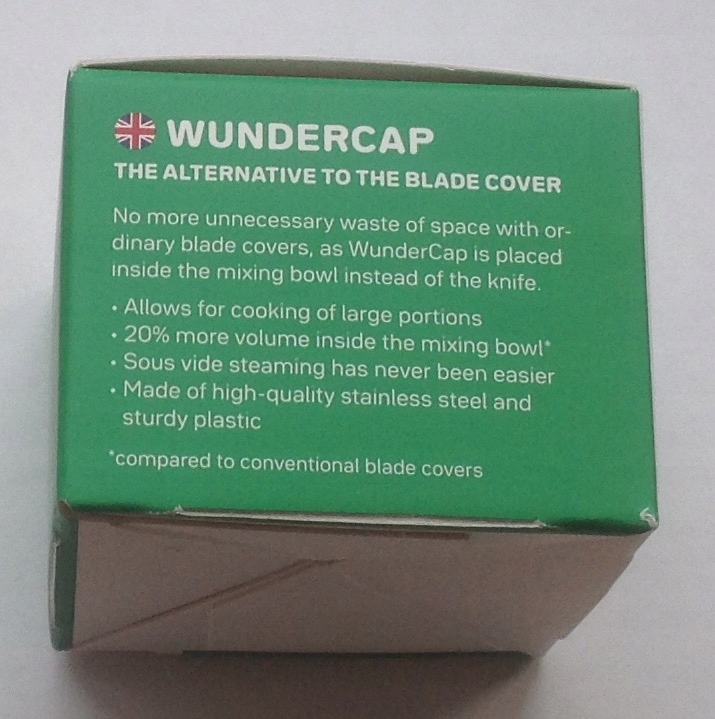 WUNDERCAP
THE ALTERNATIVE TO THE BLADE COVER
No more unnecessary waste of space with or-
dinary blade covers, as WunderCap is placed
inside the mixing bowl instead of the knife.
• Allows for cooking of large portions
• 20% more volume inside the mixing bowl*
• Sous vide steaming has never been easier
• Made of high-quality stainless steel and
sturdy plastic
*compared to conventional blade covers